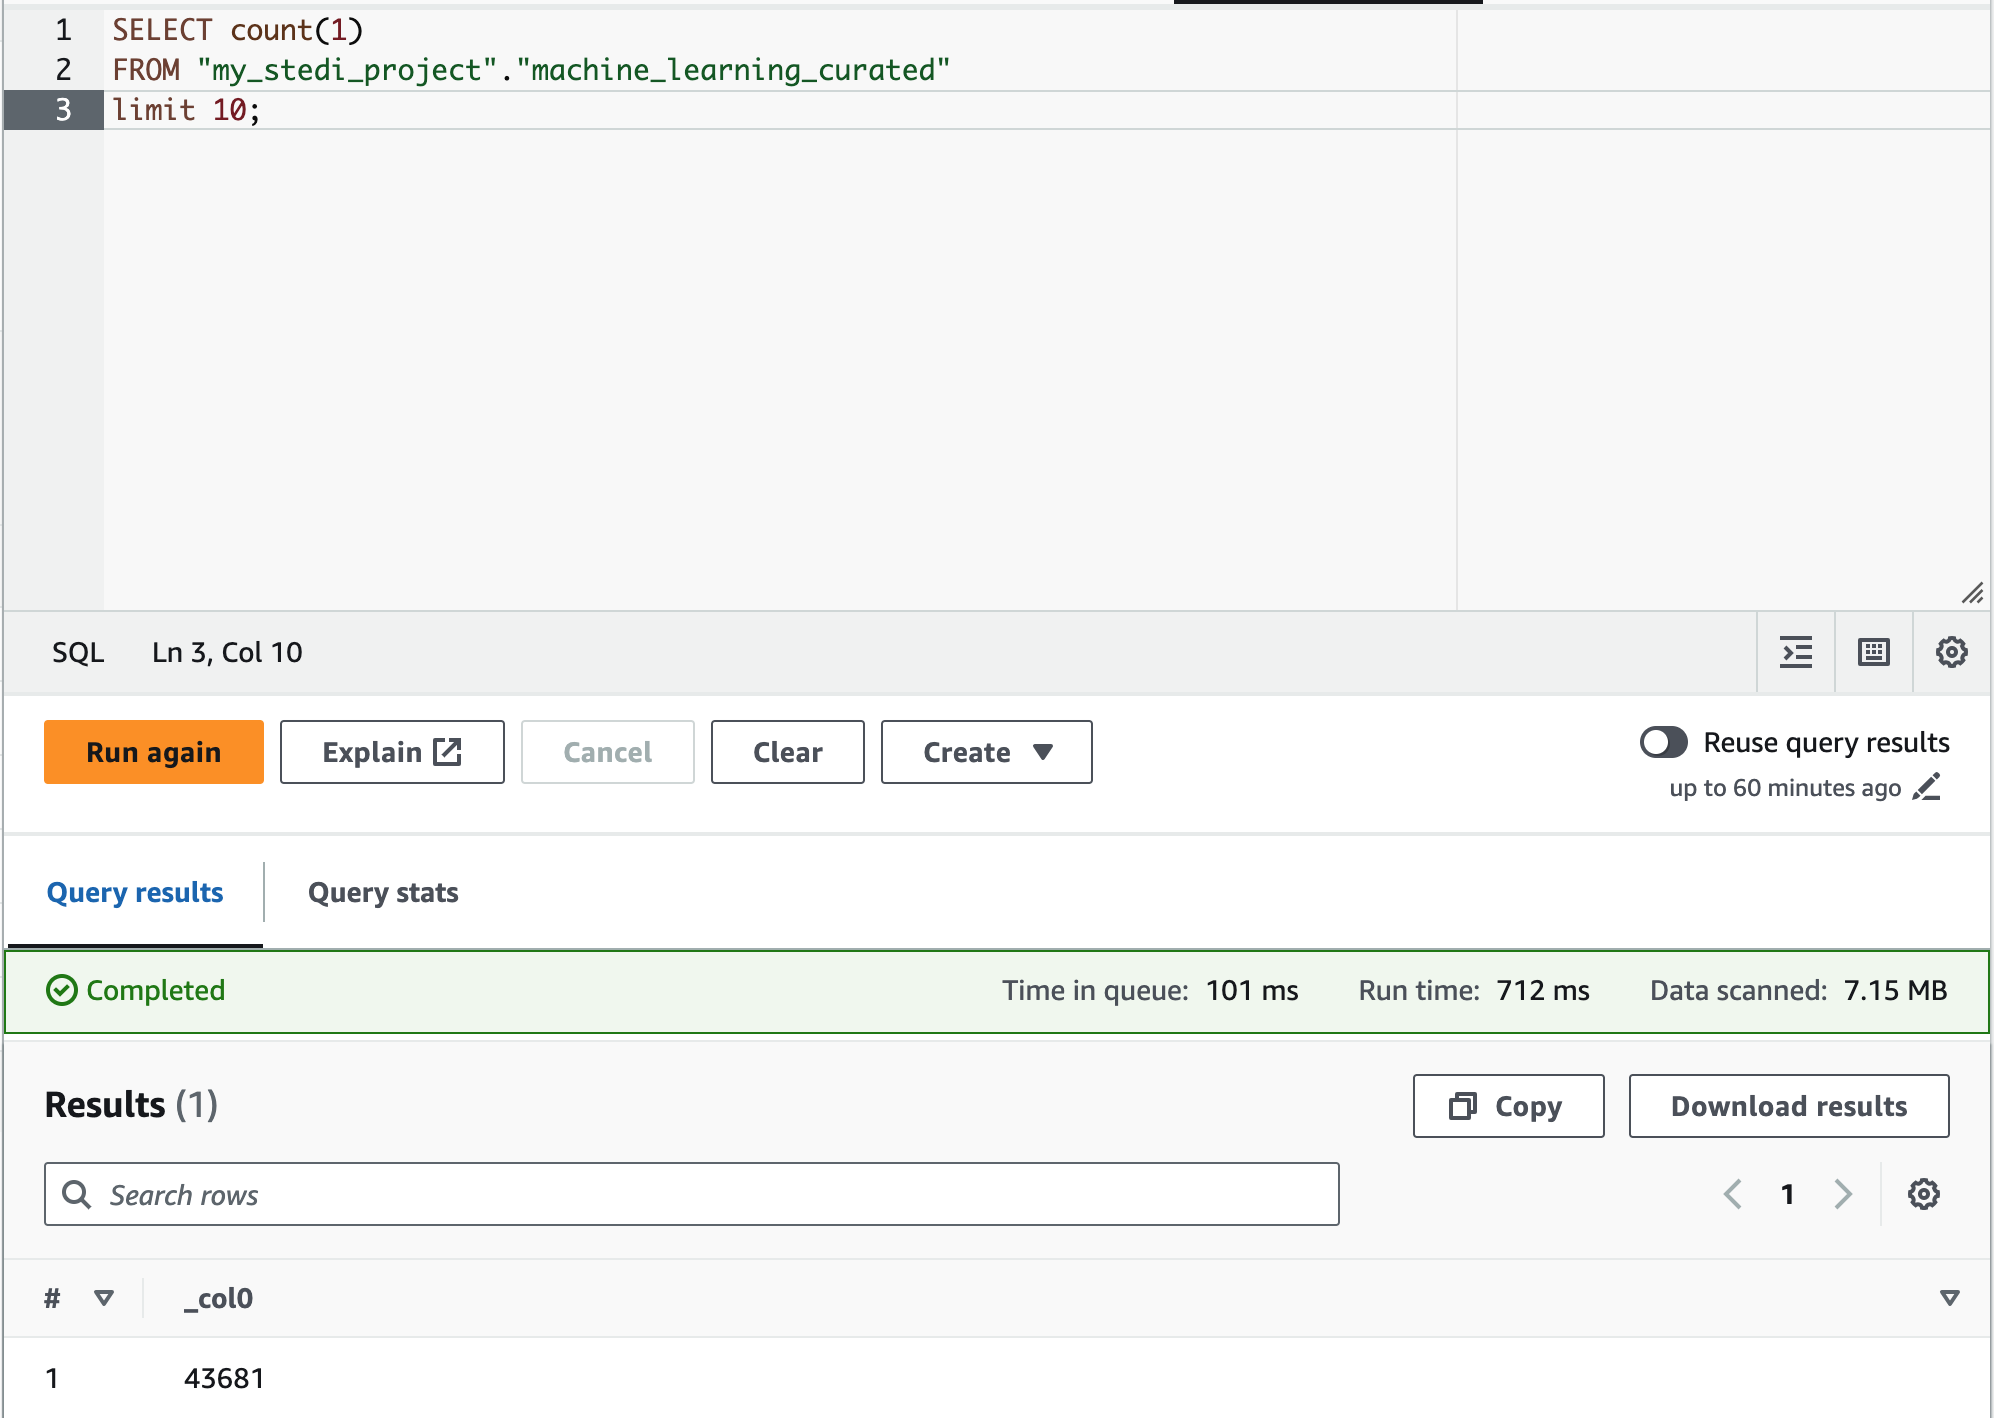 1 SELECT count(1)
2 FROM "my_stedi_project"."machine_learning_curated"
3 limit 10;
SQL Ln 3, Col 10
Run again Explain Cancel Clear Create Reuse query results
up to 60 minutes ago
Query results Query stats
Completed Time in queue: 101 ms Run time: 712 ms Data scanned: 7.15 MB
Results (1) Copy Download results
Search rows 1
# _col0
1 43681